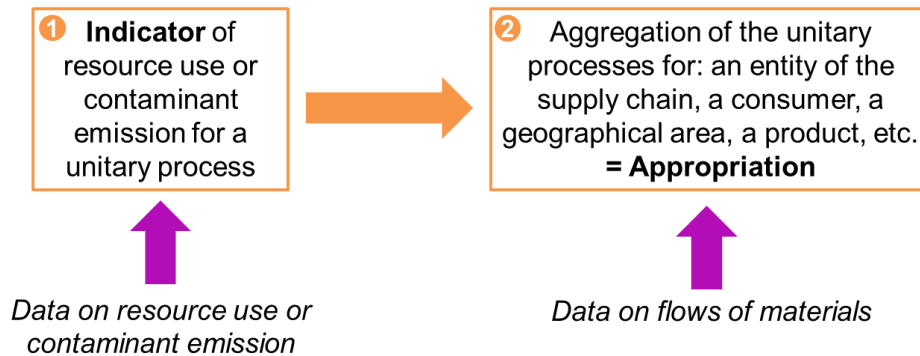 1 Indicator of
resource use or
contaminant
emission for a
unitary process
2 Aggregation of the unitary
processes for: an entity of the
supply chain, a consumer, a
geographical area, a product, etc.
= Appropriation
Data on resource use or
contaminant emission
Data on flows of materials